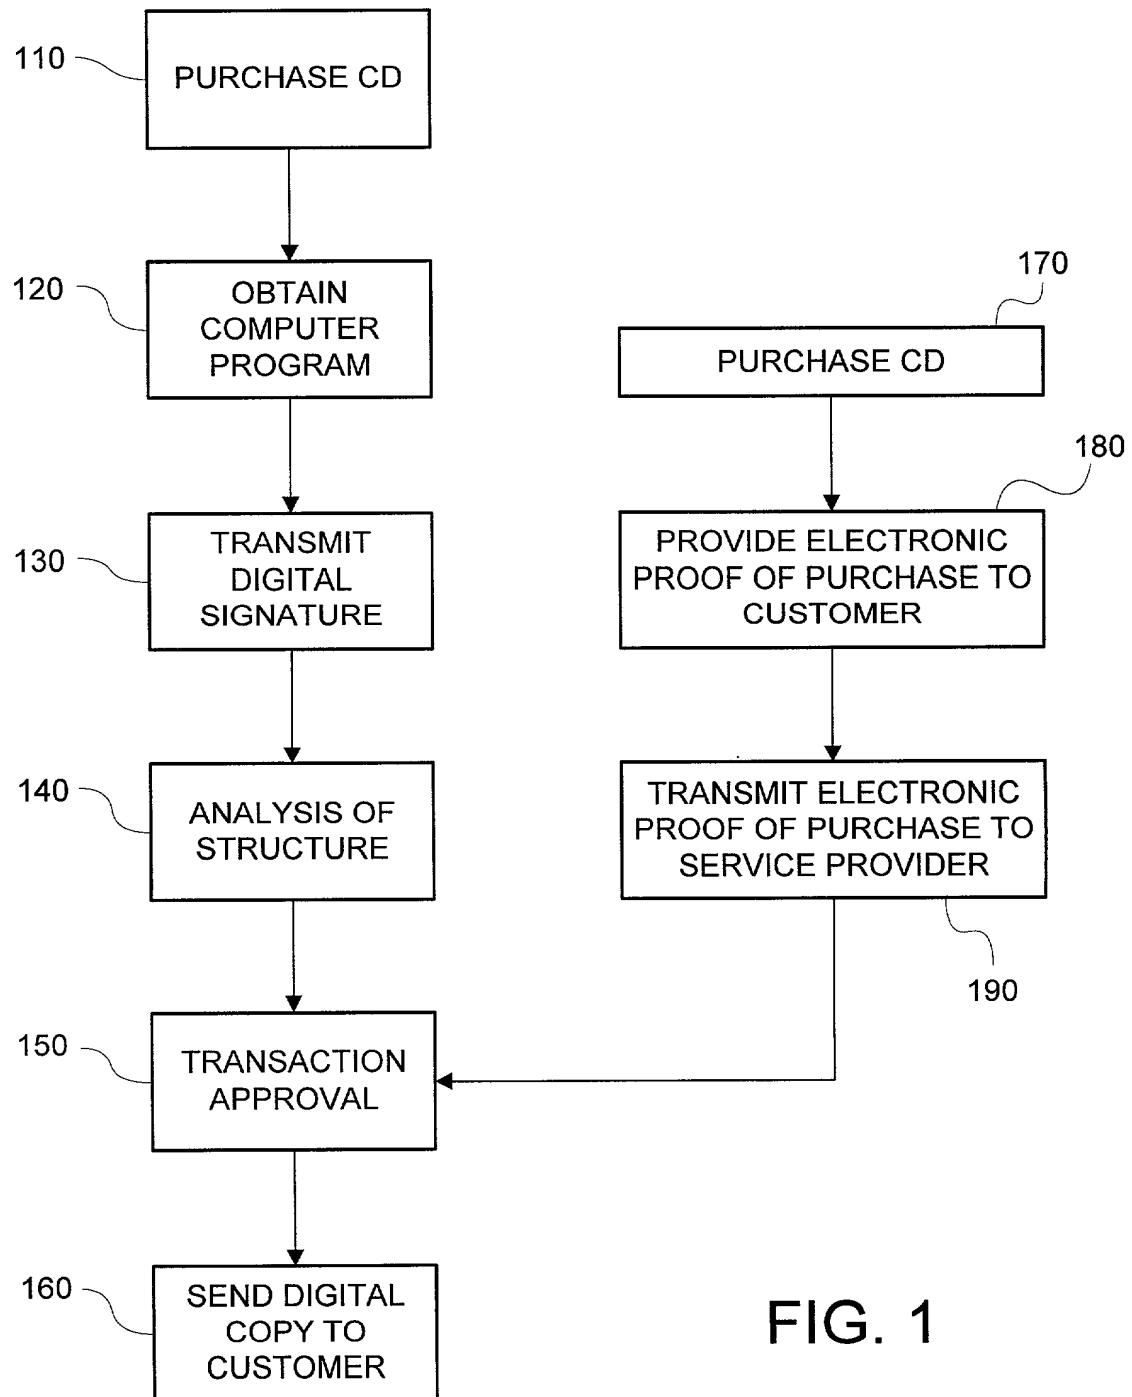 110
PURCHASE CD
120
OBTAIN
COMPUTER
PROGRAM
130
TRANSMIT
DIGITAL
SIGNATURE
140
ANALYSIS OF
STRUCTURE
150
TRANSACTION
APPROVAL
160
SEND DIGITAL
COPY TO
CUSTOMER
170
PURCHASE CD
180
PROVIDE ELECTRONIC
PROOF OF PURCHASE TO
CUSTOMER
TRANSMIT ELECTRONIC
PROOF OF PURCHASE TO
SERVICE PROVIDER
190
FIG. 1